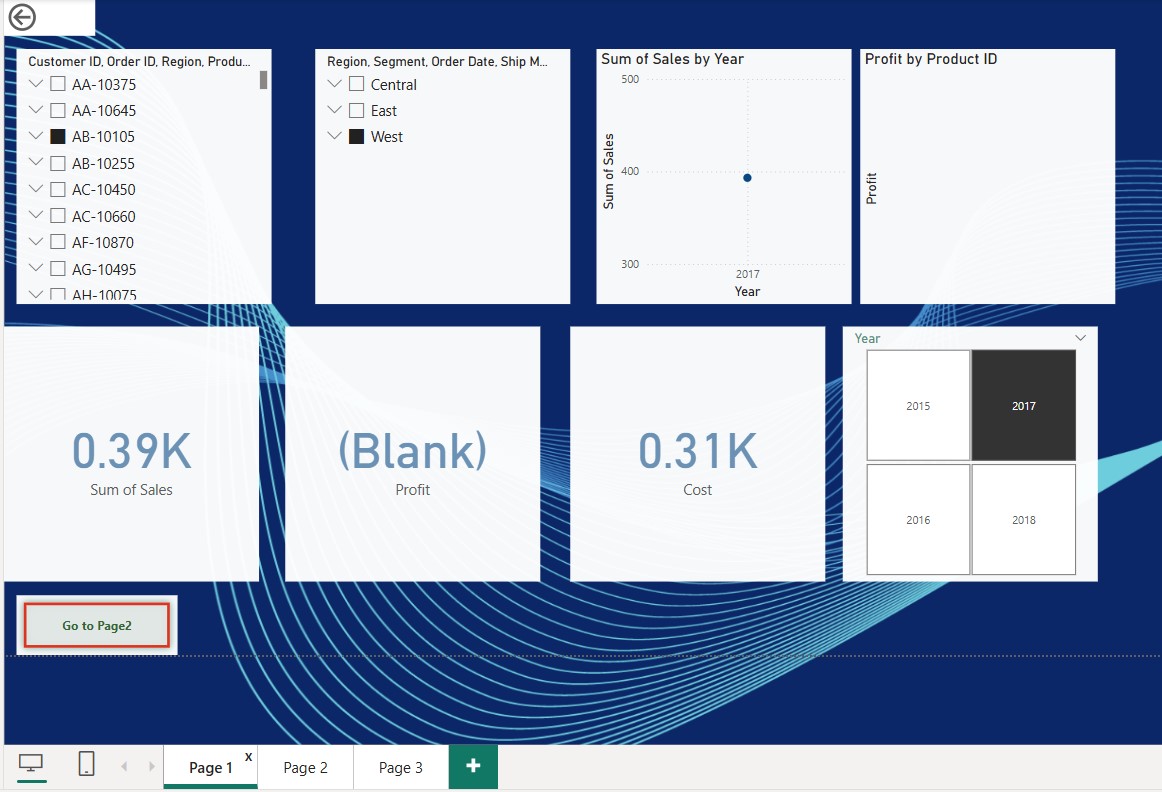 Customer ID, Order ID, Region, Produ...
AA-10375
AA-10645
AB-10105
AB-10255
AC-10450
AC-10660
AF-10870
AG-10495
AH-10075
Region, Segment, Order Date, Ship M...
Central
East
West
Sum of Sales by Year
Sum of Sales
500
400
300
2017
Year
Profit by Product ID
Profit
0.39K
Sum of Sales
(Blank)
Profit
0.31K
Cost
Year
2015
2017
2016
2018
Go to Page2
Page 1
X
Page 2
Page 3
+